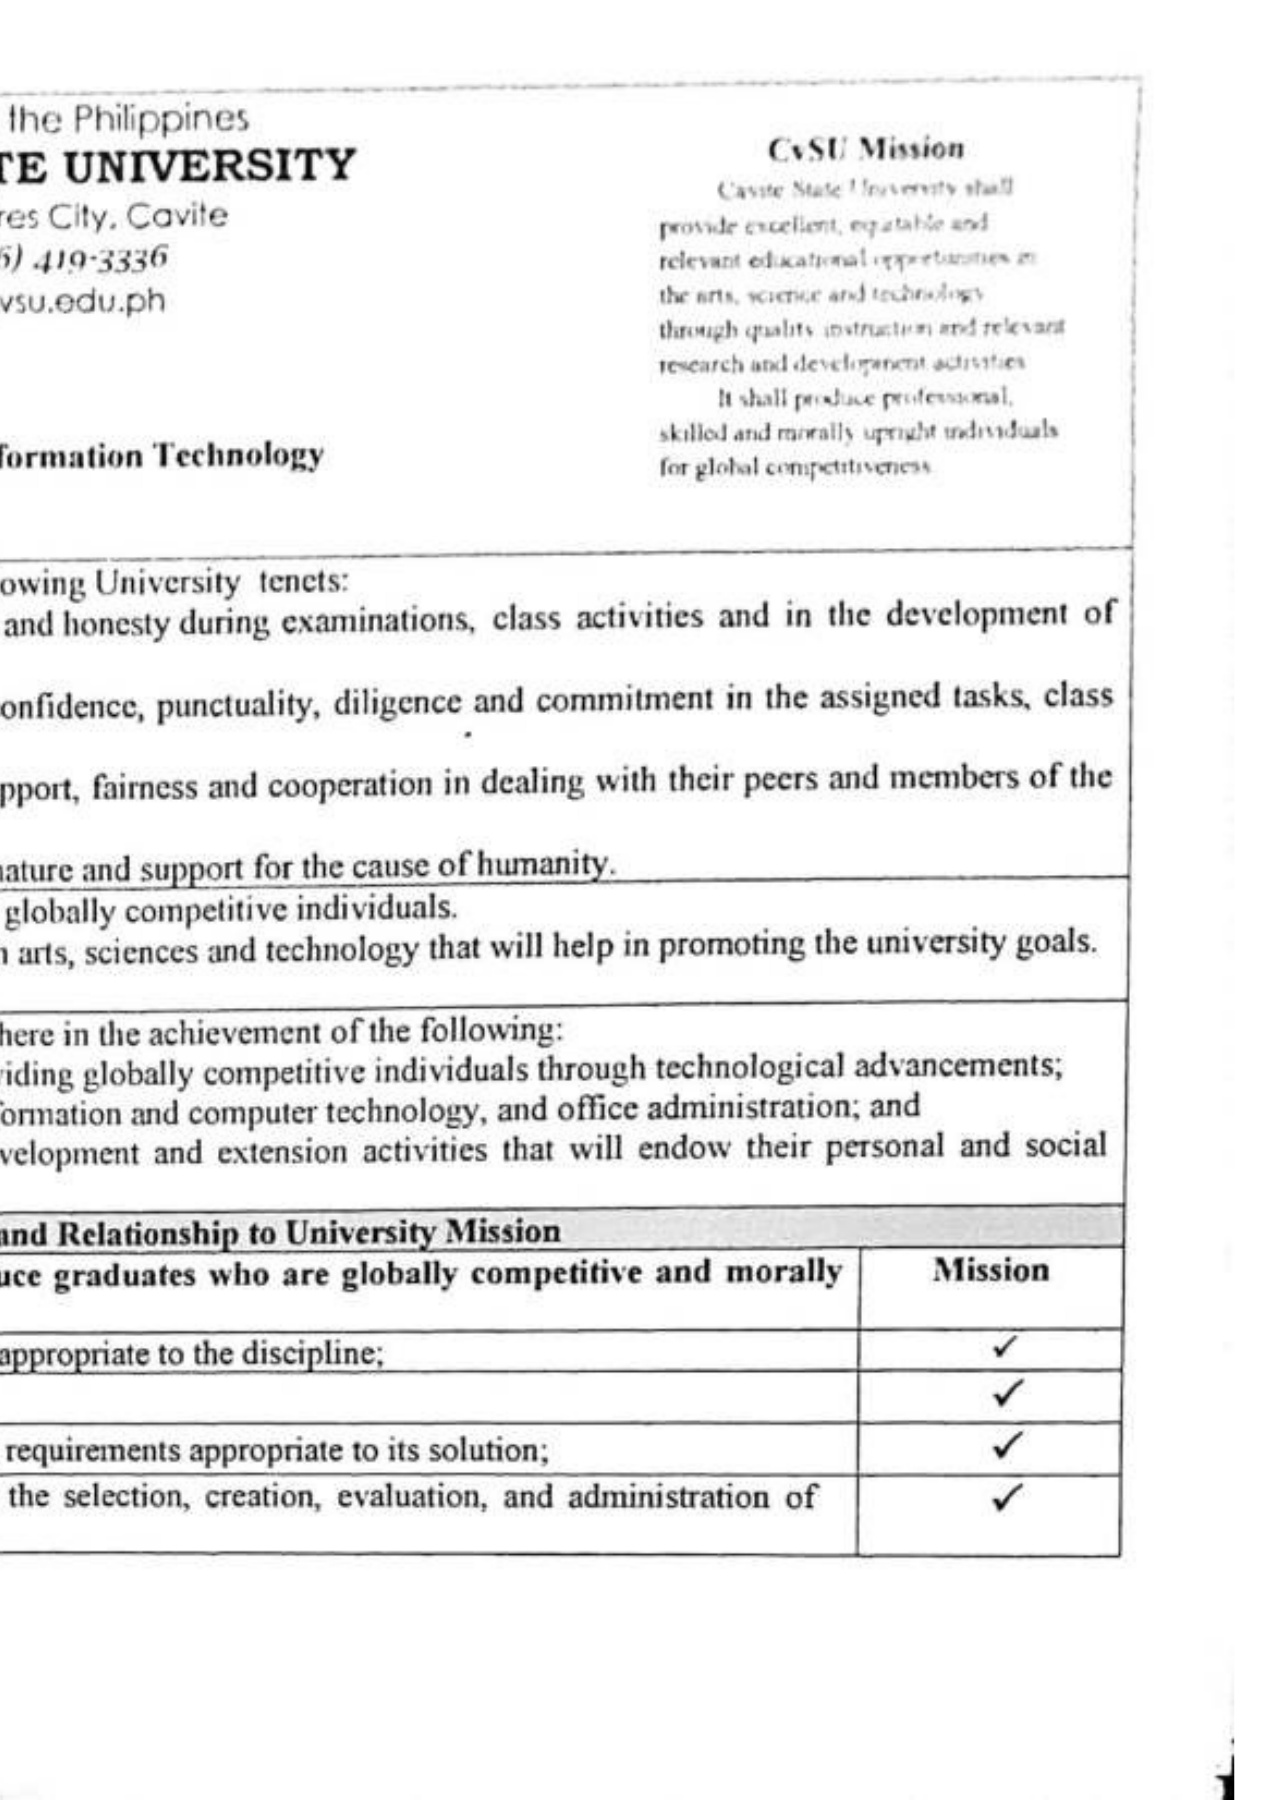 the Philippines
TE UNIVERSITY
res City, Cavite
6) 419-3336
vsu.edu.ph
formation Technology
CvSU Mission
Cavite State University shall
provide excellent, equitable and
relevant educational opportunities in
the arts, science and technology
through quality instruction and relevant
research and development activities
It shall produce professional,
skilled and morally upright individuals
for global competitiveness
owing University tenets:
and honesty during examinations, class activities and in the development of
onfidence, punctuality, diligence and commitment in the assigned tasks, class
pport, fairness and cooperation in dealing with their peers and members of the
nature and support for the cause of humanity.
globally competitive individuals.
n arts, sciences and technology that will help in promoting the university goals.
here in the achievement of the following:
iding globally competitive individuals through technological advancements;
formation and computer technology, and office administration; and
velopment and extension activities that will endow their personal and social
and Relationship to University Mission
uce graduates who are globally competitive and morally
Mission
appropriate to the discipline;
✓
✓
requirements appropriate to its solution;
✓
the selection, creation, evaluation, and administration of
✓